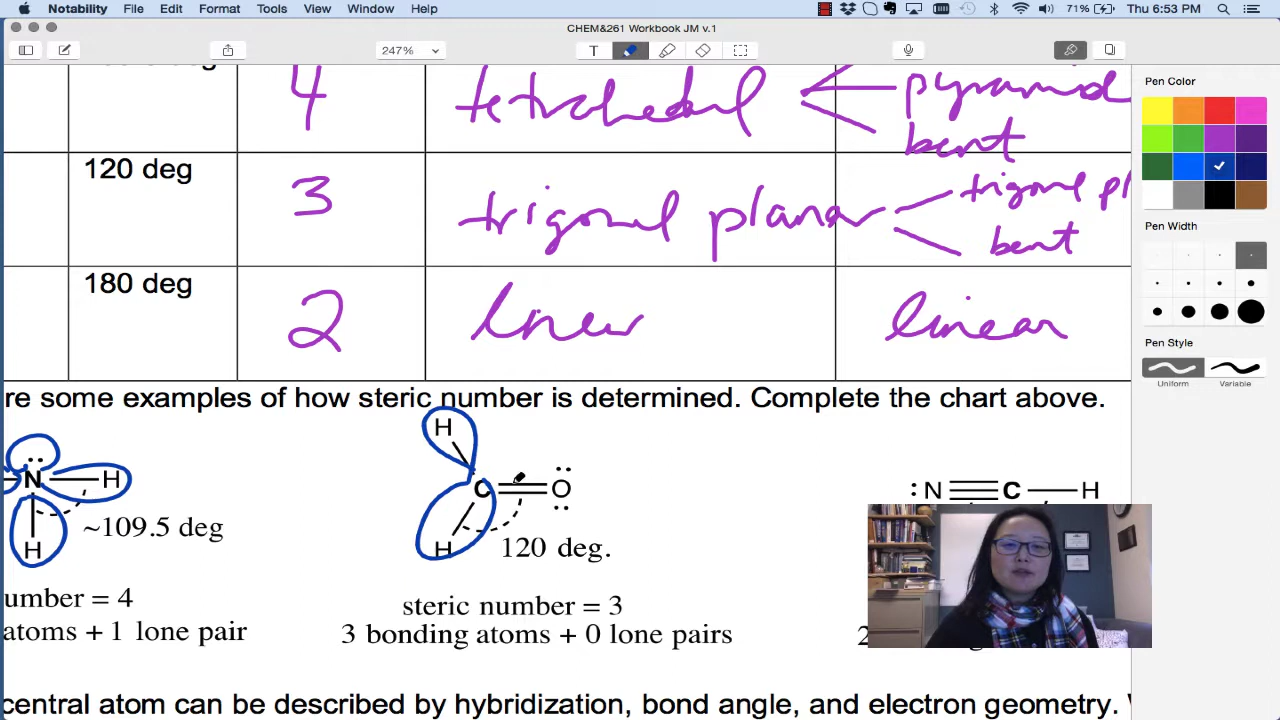 Notability File Edit Format Tools View Window Help 71% Thu 6:53 PM
CHEM&261 Workbook JM v.1
247% T
Pen Color
4 tetrahedral pyramid
bent
120 deg 3 trigonal planar trigonal pl
bent
180 deg 2 linear linear
Pen Width
Pen Style
Uniform Variable
re some examples of how steric number is determined. Complete the chart above.
H
N H C O :N C H
H ~109.5 deg H 120 deg.
umber = 4 steric number = 3
atoms + 1 lone pair 3 bonding atoms + 0 lone pairs 2
central atom can be described by hybridization, bond angle, and electron geometry.